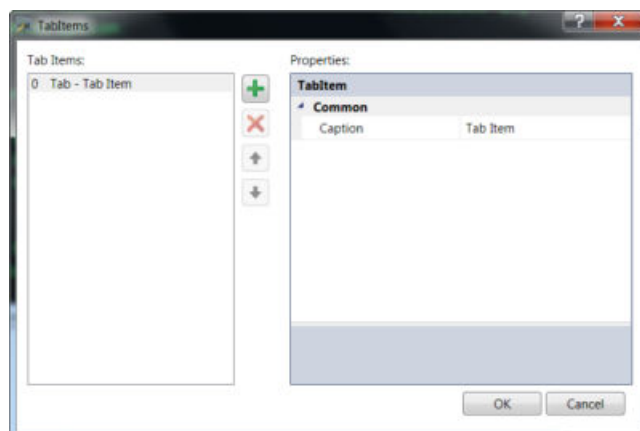 TabItems
?
X
Tab Items:
0 Tab - Tab Item
Properties:
TabItem
Common
Caption Tab Item
OK Cancel